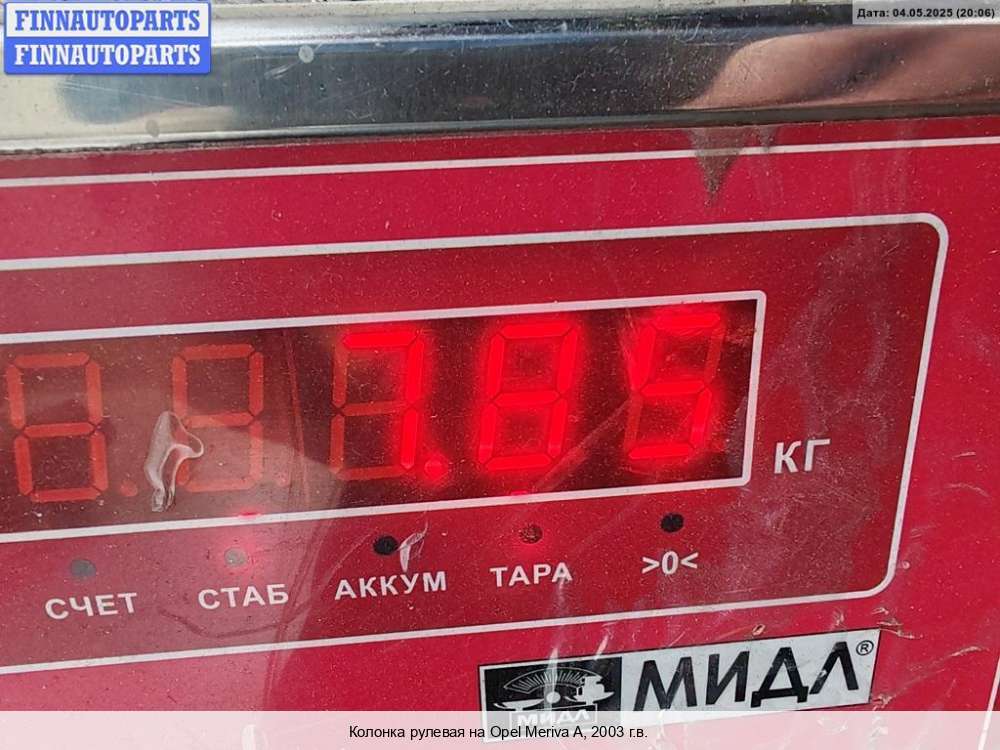 FINNAUTOPARTS
FINNAUTOPARTS
Дата: 04.05.2025 (20:06)
7.85
КГ
СЧЕТ СТАБ АККУМ ТАРА >0<
МИДЛ МИДЛ®
Колонка рулевая на Opel Meriva A, 2003 г.в.